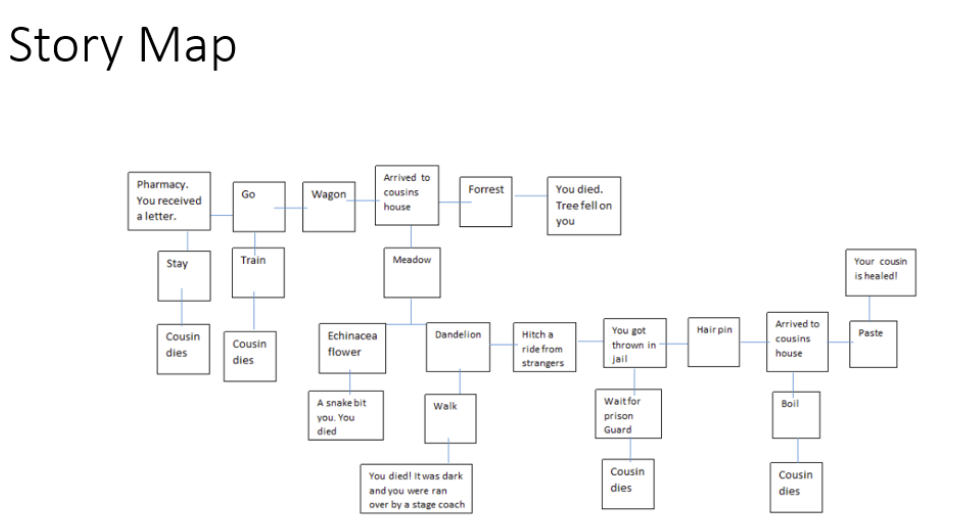 Story Map
Pharmacy.
You received
a letter.
Go
Wagon
Arrived to
cousins
house
Forrest
You died.
Tree fell on
you
Stay
Train
Meadow
Your cousin
is healed!
Cousin
dies
Cousin
dies
Echinacea
flower
Dandelion
Hitch a
ride from
strangers
You got
thrown in
jail
Hair pin
Arrived to
cousins
house
Paste
A snake bit
you. You
died
Walk
Wait for
prison
Guard
Boil
You died! It was dark
and you were ran
over by a stage coach
Cousin
dies
Cousin
dies